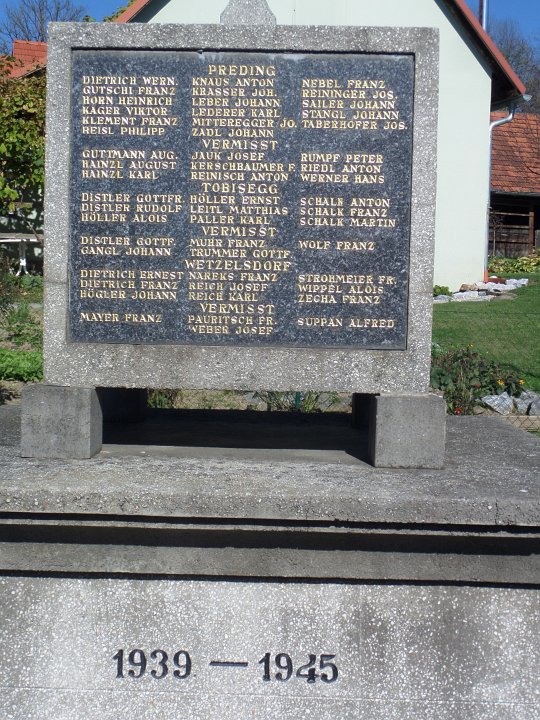 PREDING
DIETRICH WERN. KNAUS ANTON NEBEL FRANZ
GUTSCHI FRANZ KRASSER JOH. REININGER JOS.
HORN HEINRICH LEBER JOHANN SAILER JOHANN
KAGER VIKTOR LEDERER KARL STANGL JOHANN
KLEMENT FRANZ MITTEREGGER JO. TABERHOFER JOS.
REISL PHILIPP ZADL JOHANN
VERMISST
GUTTMANN AUG. JAUK JOSEF RUMPF PETER
HAINZL AUGUST KERSCHBAUMER F. RIEDL ANTON
HAINZL KARL REINISCH ANTON WERNER HANS
TOBISEGG
DISTLER GOTTFR. HÖLLER ERNST SCHALK ANTON
DISTLER RUDOLF LEITL MATTHIAS SCHALK FRANZ
HÖLLER ALOIS PALLER KARL SCHALK MARTIN
VERMISST
DISTLER GOTTF. MUHR FRANZ WOLF FRANZ
GANGL JOHANN TRUMMER GOTTF.
WETZELSDORF
DIETRICH ERNEST NAREKS FRANZ STROHMEIER FR.
DIETRICH FRANZ REICH JOSEF WIPPEL ALOIS
HÖGLER JOHANN REICH KARL ZECHA FRANZ
VERMISST
MAYER FRANZ PAURITSCH FR. SUPPAN ALFRED
WEBER JOSEF
1939 — 1945